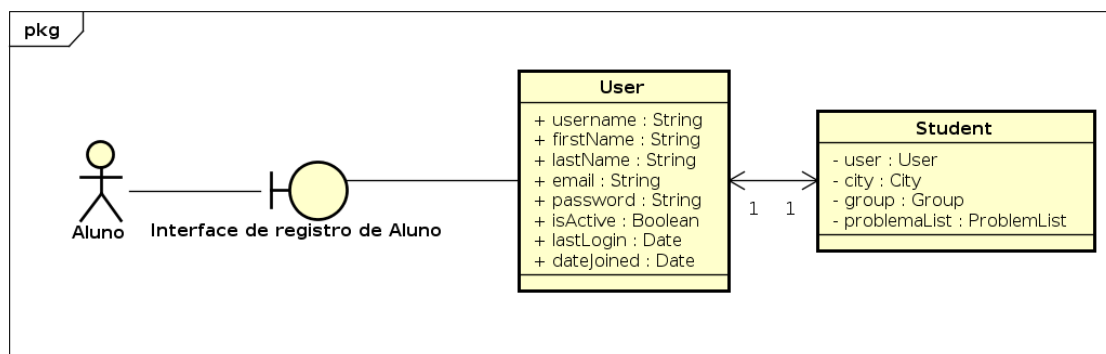 pkg
Aluno
Interface de registro de Aluno
User
+ username : String
+ firstName : String
+ lastName : String
+ email : String
+ password : String
+ isActive : Boolean
+ lastLogin : Date
+ dateJoined : Date
1 1
Student
- user : User
- city : City
- group : Group
- problemaList : ProblemList